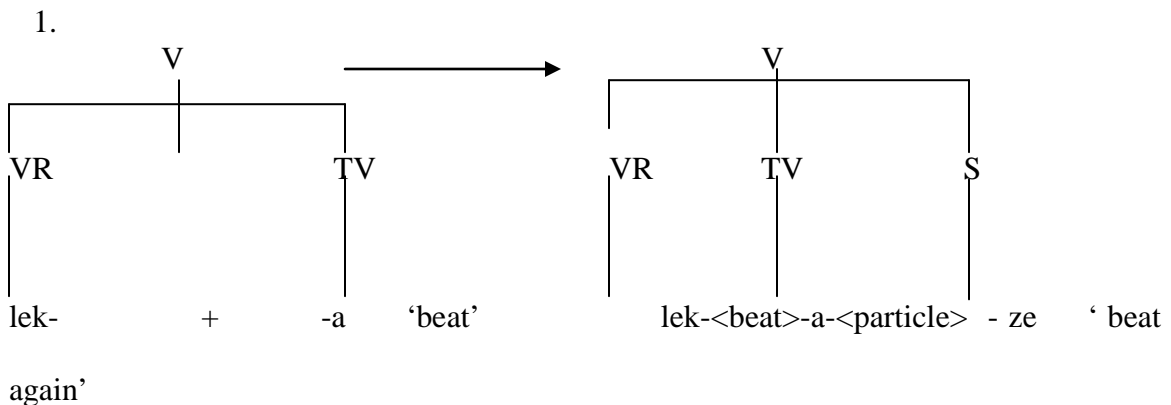 1.
V V
VR TV VR TV S
lek- + -a ‘beat’ lek-<beat>-a-<particle> - ze ‘ beat
again’